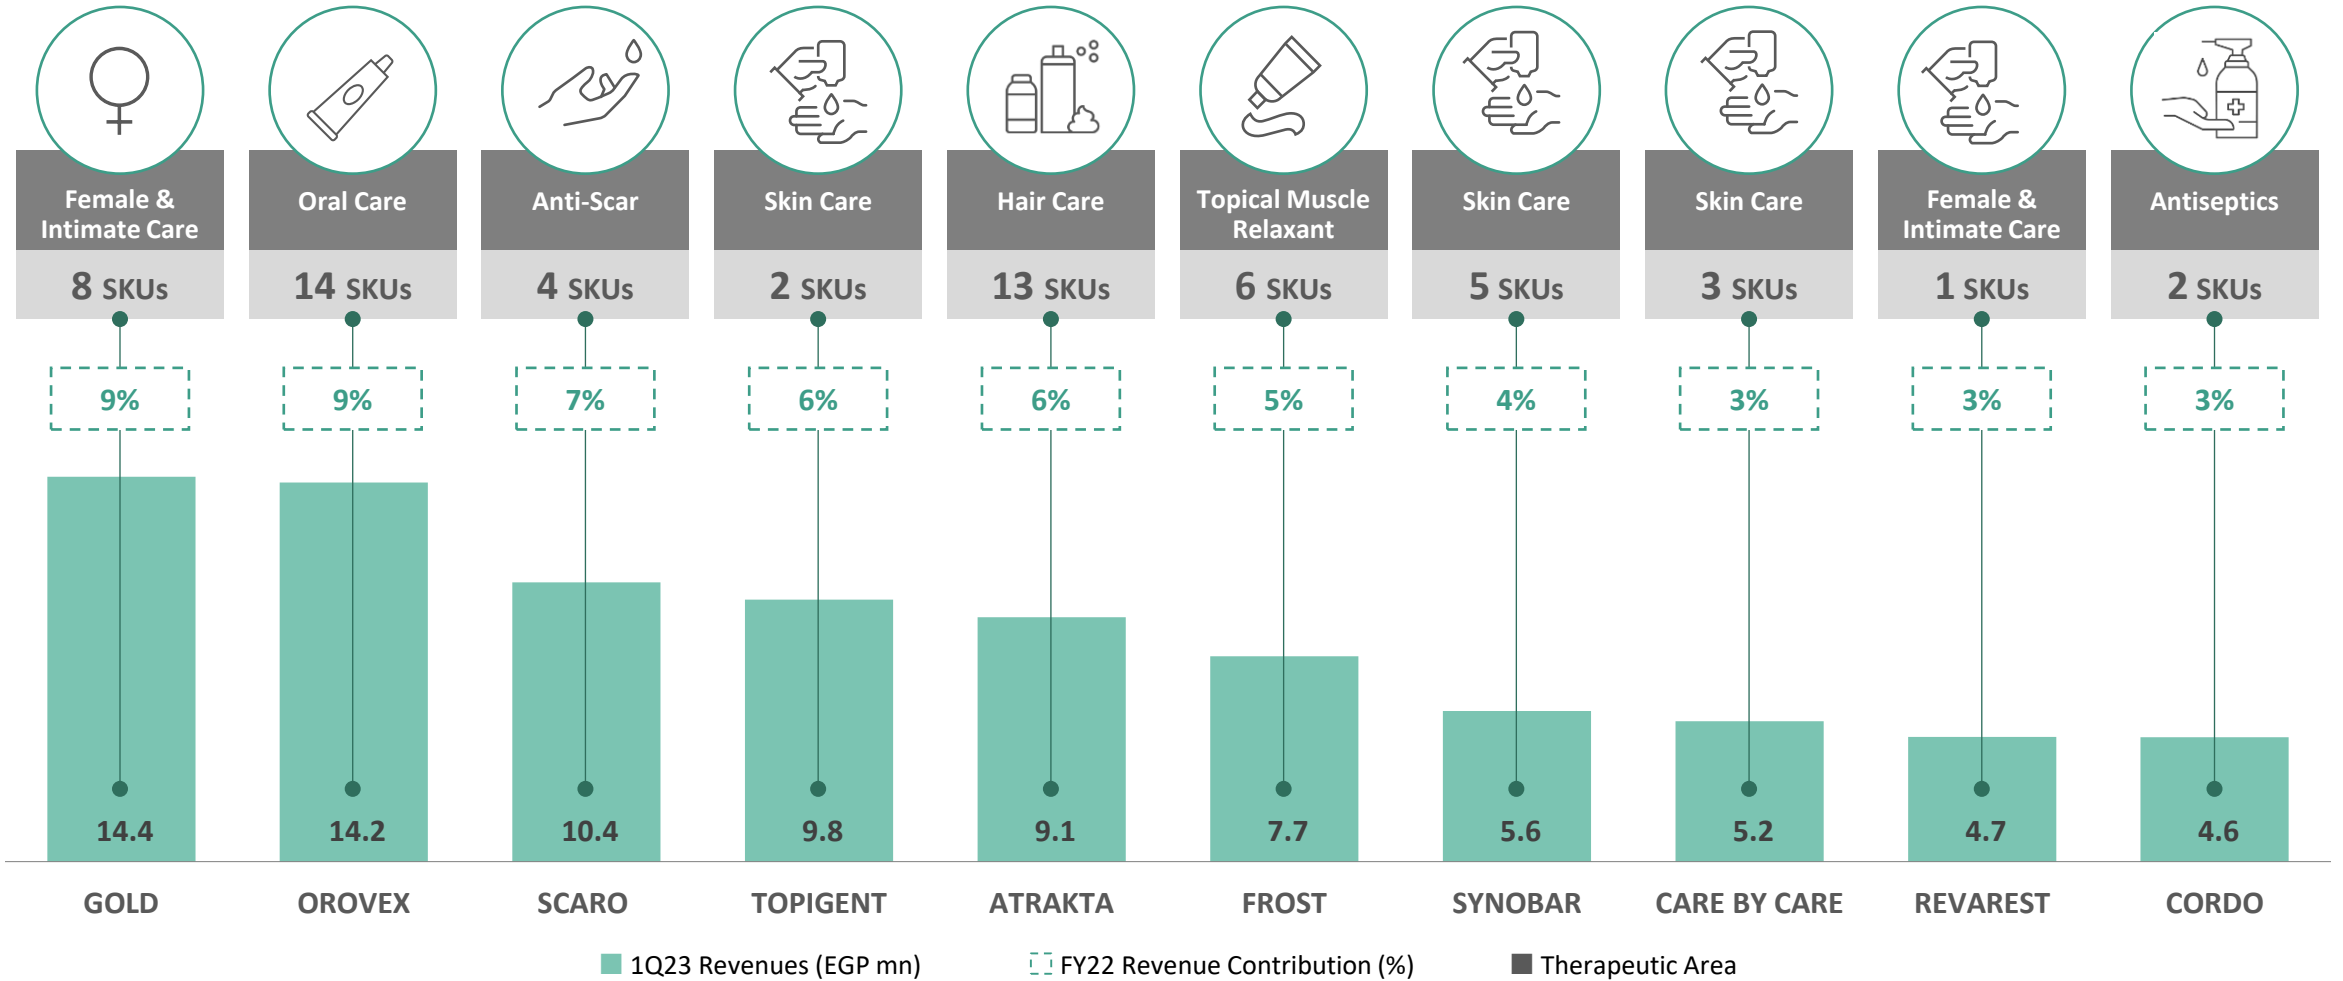 Female &
Intimate Care
Oral Care
Anti-Scar
Skin Care
Hair Care
Topical Muscle
Relaxant
Skin Care
Skin Care
Female &
Intimate Care
Antiseptics
8 SKUs
14 SKUs
4 SKUs
2 SKUs
13 SKUs
6 SKUs
5 SKUs
3 SKUs
1 SKUs
2 SKUs
9%
9%
7%
6%
6%
5%
4%
3%
3%
3%
14.4
14.2
10.4
9.8
9.1
7.7
5.6
5.2
4.7
4.6
GOLD
OROVEX
SCARO
TOPIGENT
ATRAKTA
FROST
SYNOBAR
CARE BY CARE
REVAREST
CORDO
1Q23 Revenues (EGP mn)
FY22 Revenue Contribution (%)
Therapeutic Area